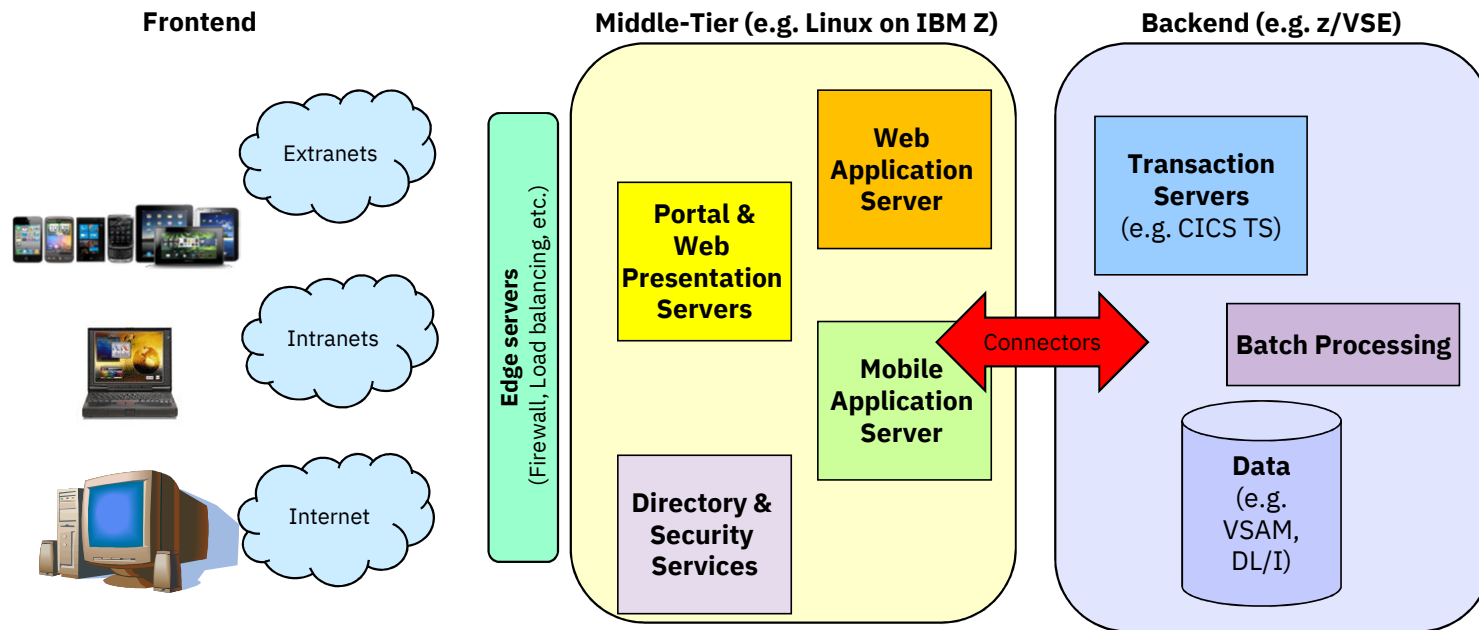 Frontend
Middle-Tier (e.g. Linux on IBM Z)
Backend (e.g. z/VSE)
Extranets
Intranets
Internet
Edge servers
(Firewall, Load balancing, etc.)
Portal &
Web
Presentation
Servers
Web
Application
Server
Mobile
Application
Server
Directory &
Security
Services
Connectors
Transaction
Servers
(e.g. CICS TS)
Batch Processing
Data
(e.g.
VSAM,
DL/I)